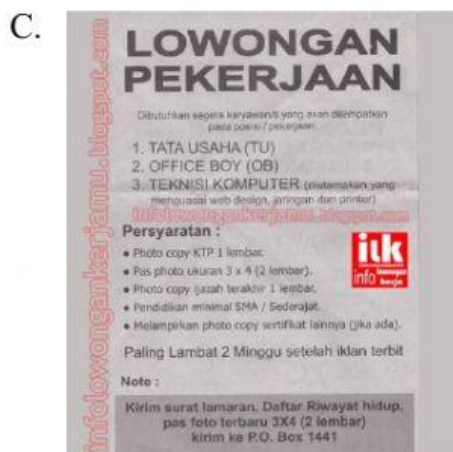 C.
LOWONGAN
PEKERJAAN
Dibutuhkan segera karyawan/ti yang akan ditempatkan
pada posisi / pekerjaan:
1. TATA USAHA (TU)
2. OFFICE BOY (OB)
3. TEKNISI KOMPUTER (diutamakan yang
menguasai web design, jaringan dan printer)
infolowongankerjamu.blogspot.com
Persyaratan :
• Photo copy KTP 1 lembar.
• Pas photo ukuran 3 x 4 (2 lembar).
• Photo copy ijazah terakhir 1 lembar.
• Pendidikan minimal SMA / Sederajat.
• Melampirkan photo copy sertifikat lainnya (jika ada).
ilk
info lowongan
kerja
Paling Lambat 2 Minggu setelah iklan terbit
Note :
Kirim surat lamaran, Daftar Riwayat hidup,
pas foto terbaru 3X4 (2 lembar)
kirim ke P.O. Box 1441
infolowongankerjamu.blogspot.com